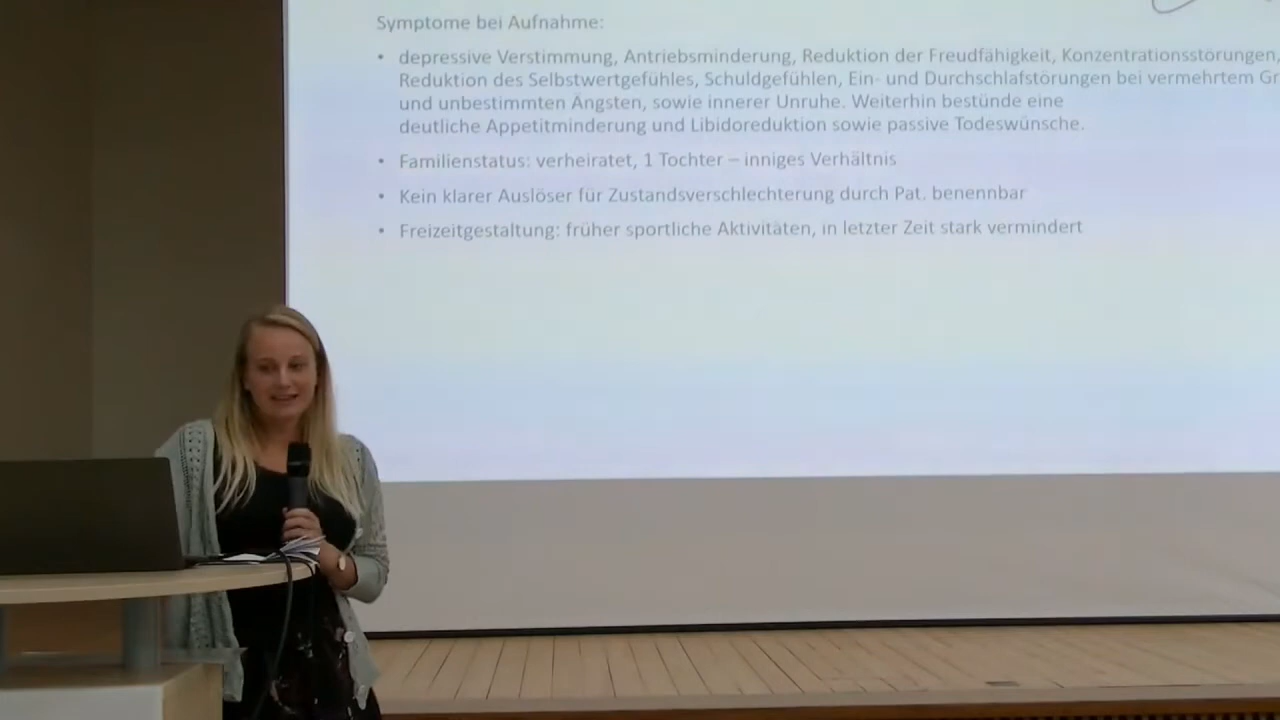 Symptome bei Aufnahme:
• depressive Verstimmung, Antriebsminderung, Reduktion der Freudfähigkeit, Konzentrationsstörungen,
Reduktion des Selbstwertgefühles, Schuldgefühlen, Ein- und Durchschlafstörungen bei vermehrtem
und unbestimmten Ängsten, sowie innerer Unruhe. Weiterhin bestünde eine
deutliche Appetitminderung und Libidoreduktion sowie passive Todeswünsche.
• Familienstatus: verheiratet, 1 Tochter – inniges Verhältnis
• Kein klarer Auslöser für Zustandsverschlechterung durch Pat. benennbar
• Freizeitgestaltung: früher sportliche Aktivitäten, in letzter Zeit stark vermindert